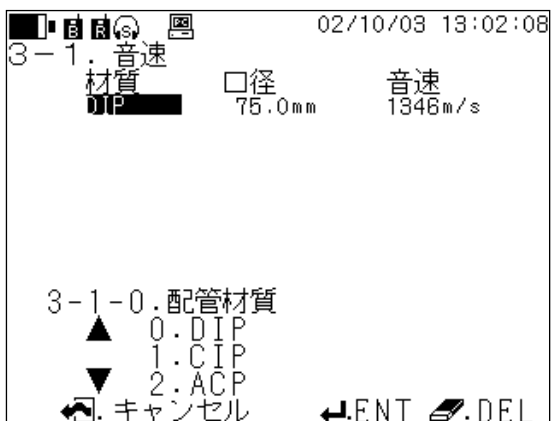 02/10/03 13:02:08
3-1.音速
材質 口径 音速
DIP 75.0mm 1346m/s
3-1-0.配管材質
▲ 0.DIP
1.CIP
▼ 2.ACP
.キャンセル .ENT .DEL